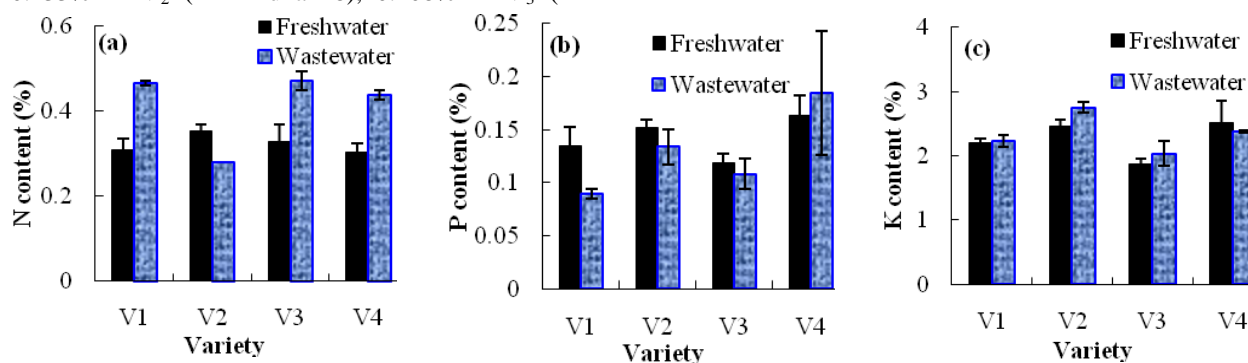 (a)
Freshwater
Wastewater
N content (%)
0.6
0.4
0.2
0
V1 V2 V3 V4
Variety
(b)
Freshwater
Wastewater
P content (%)
0.25
0.2
0.15
0.1
0.05
0
V1 V2 V3 V4
Variety
(c)
Freshwater
Wastewater
K content (%)
4
3
2
1
0
V1 V2 V3 V4
Variety